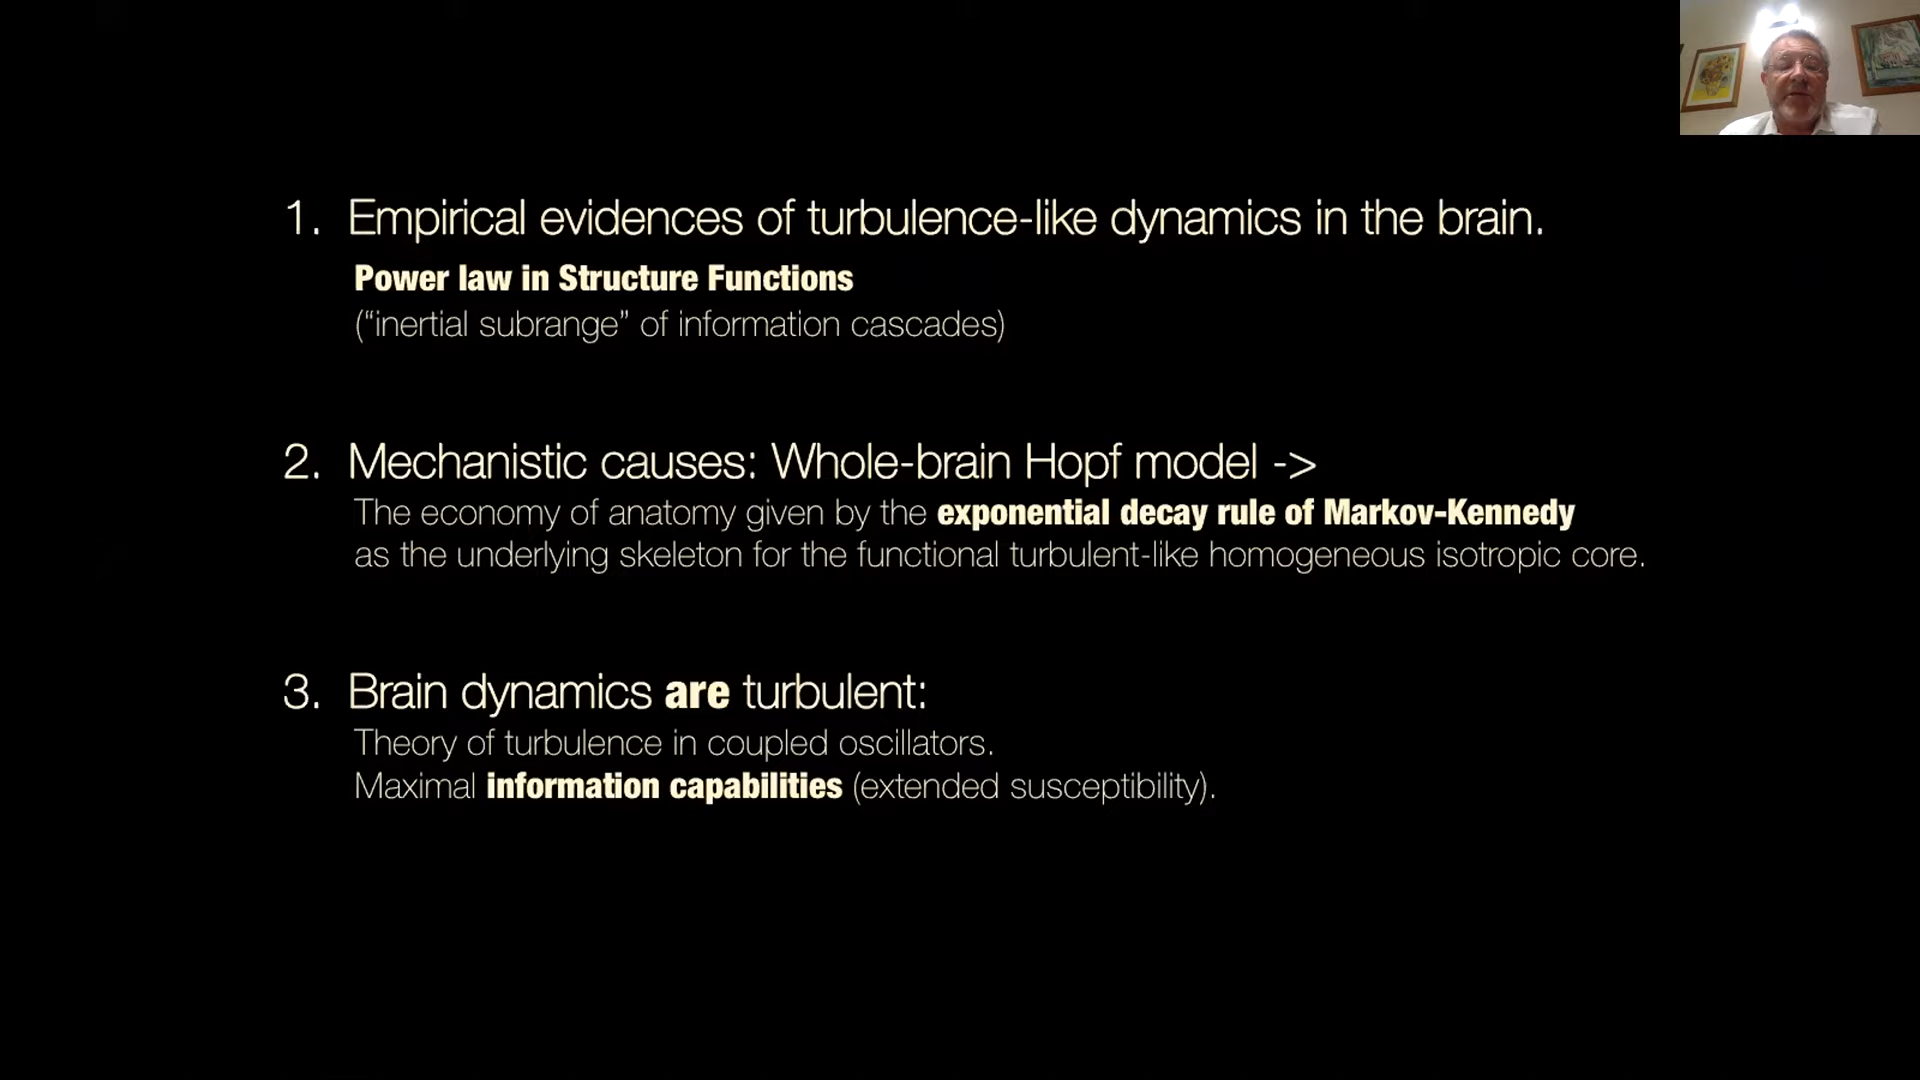 1. Empirical evidences of turbulence-like dynamics in the brain.
Power law in Structure Functions
(“inertial subrange” of information cascades)
2. Mechanistic causes: Whole-brain Hopf model ->
The economy of anatomy given by the exponential decay rule of Markov-Kennedy
as the underlying skeleton for the functional turbulent-like homogeneous isotropic core.
3. Brain dynamics are turbulent:
Theory of turbulence in coupled oscillators.
Maximal information capabilities (extended susceptibility).